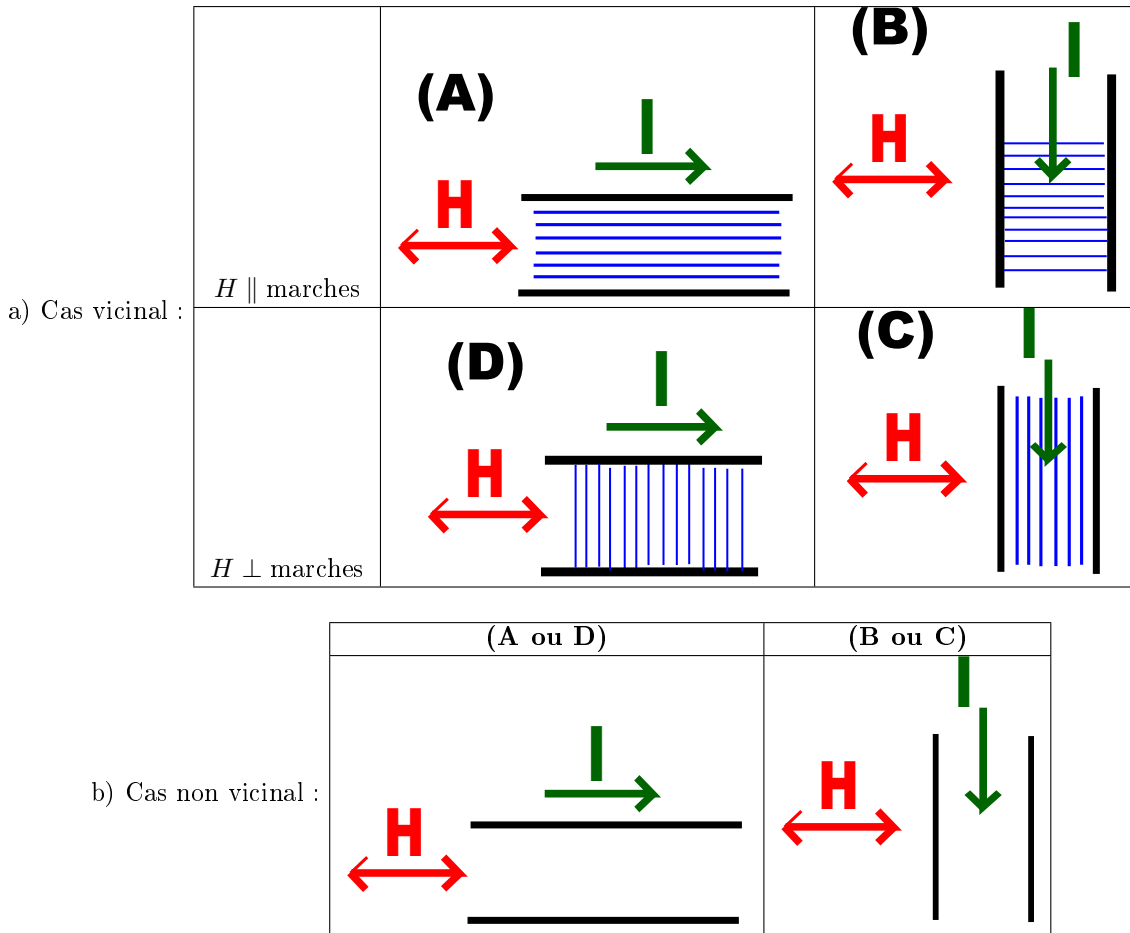 a) Cas vicinal :
H ∥ marches
(A)
I
H
(B)
I
H
H ⊥ marches
(D)
I
H
(C)
I
H
b) Cas non vicinal :
(A ou D)
(B ou C)
I
H
I
H